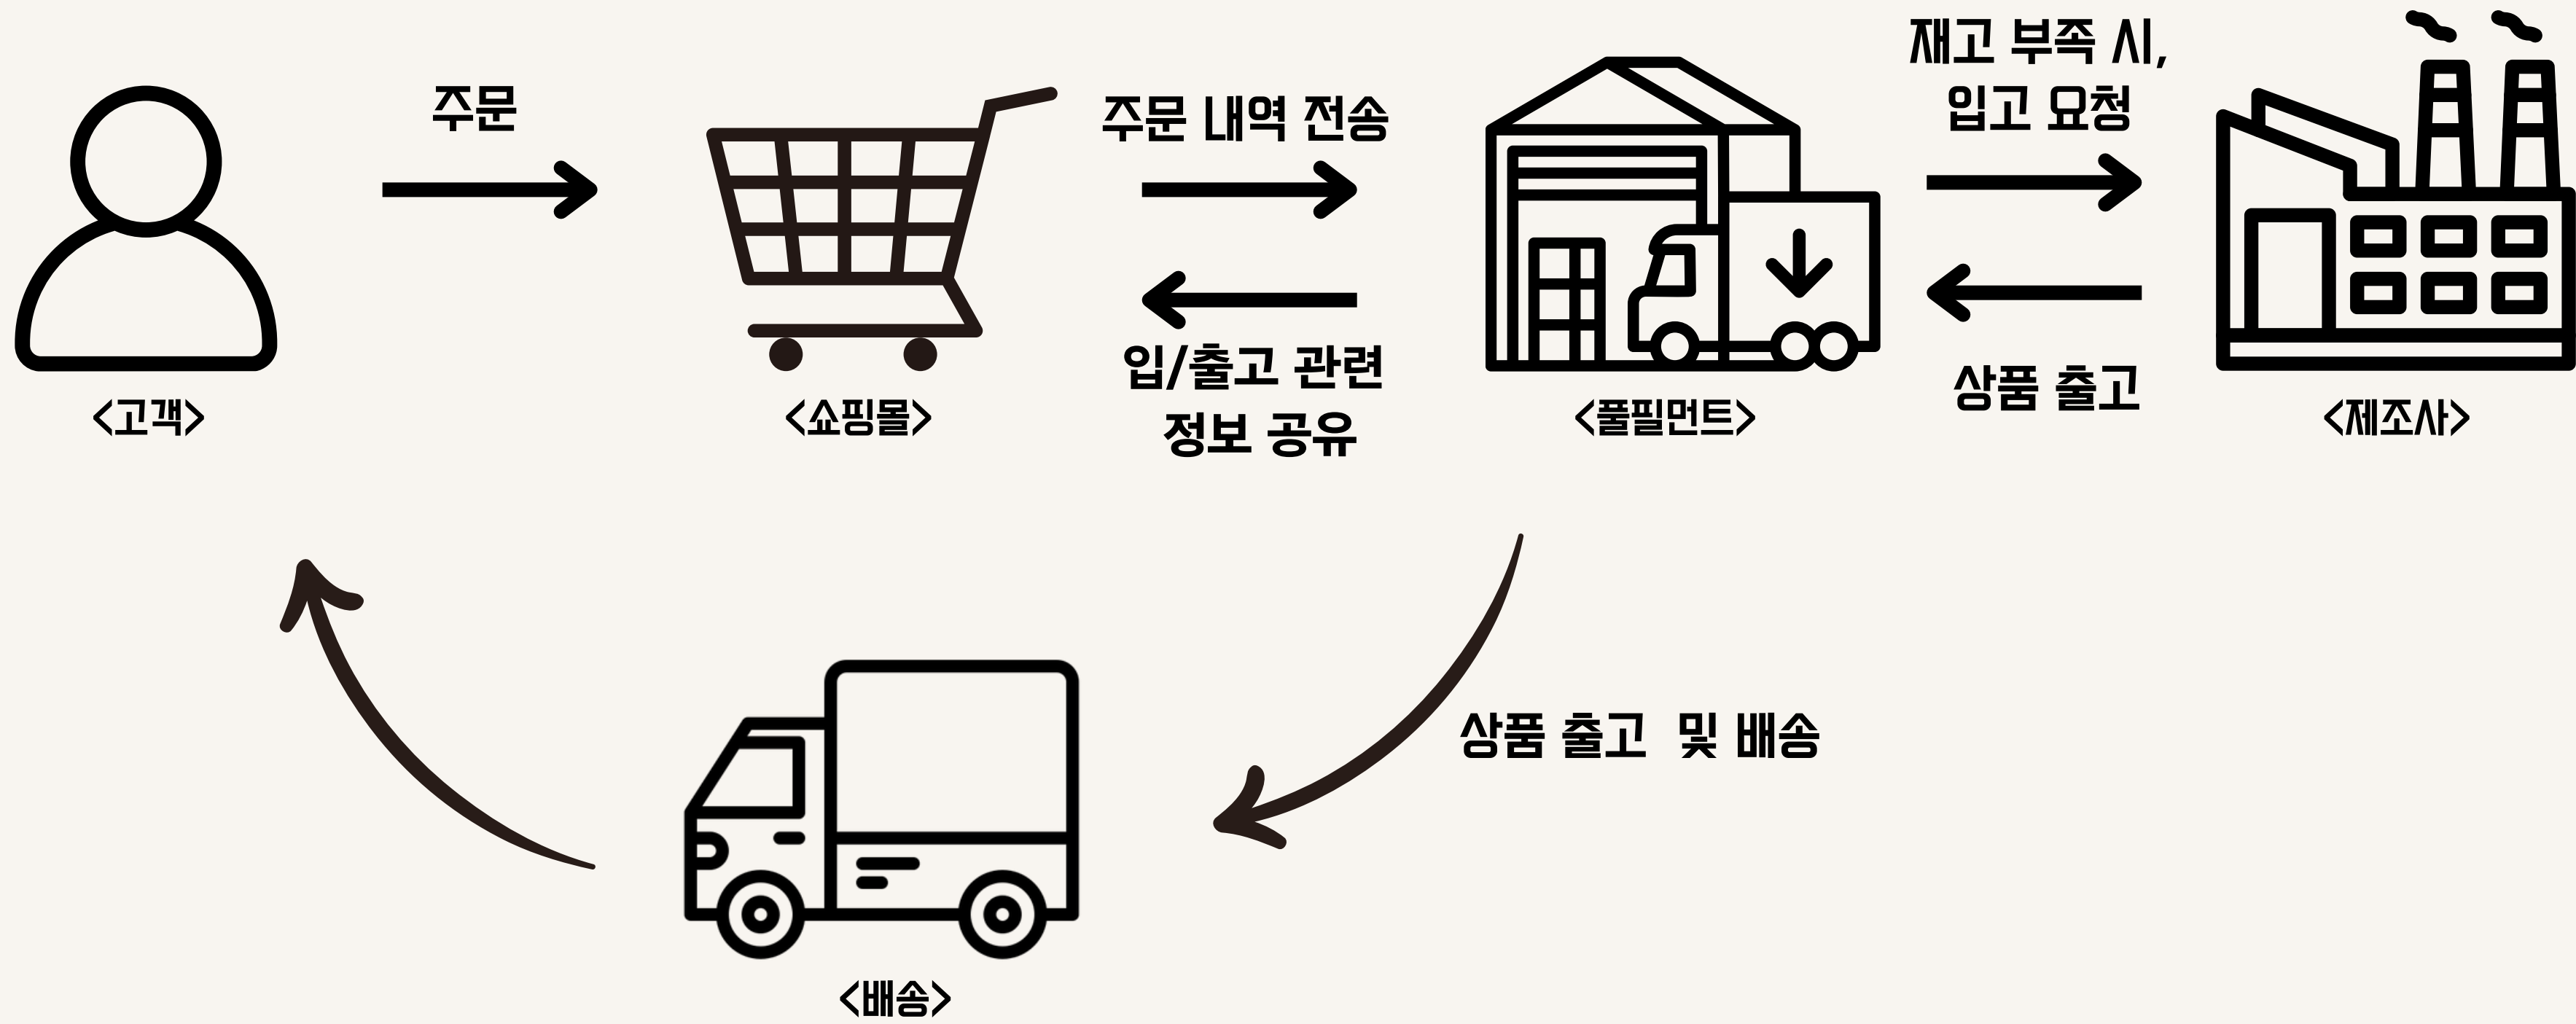 주문
<고객>
<쇼핑몰>
주문 내역 전송
입/출고 관련
정보 공유
<풀필먼트>
재고 부족 시,
입고 요청
상품 출고
<제조사>
상품 출고 및 배송
<배송>